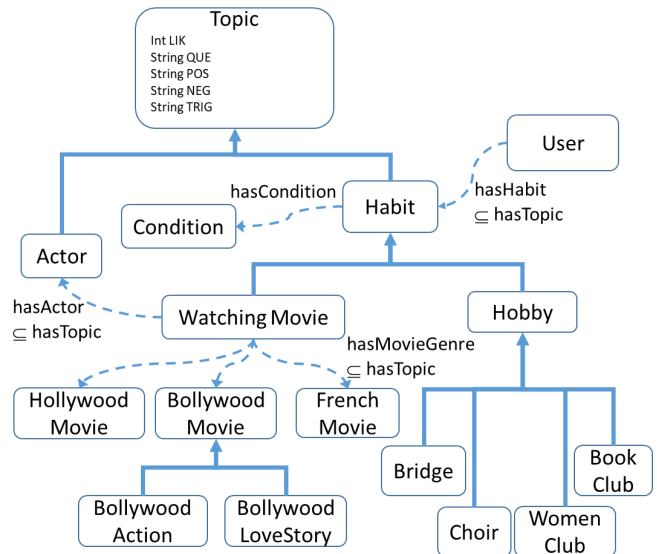 Topic
Int LIK
String QUE
String POS
String NEG
String TRIG
User
hasCondition
hasHabit
⊆ hasTopic
Condition
Habit
Actor
hasActor
⊆ hasTopic
Watching Movie
Hobby
hasMovieGenre
⊆ hasTopic
Hollywood
Movie
Bollywood
Movie
French
Movie
Bridge
Book
Club
Bollywood
Action
Bollywood
LoveStory
Choir
Women
Club